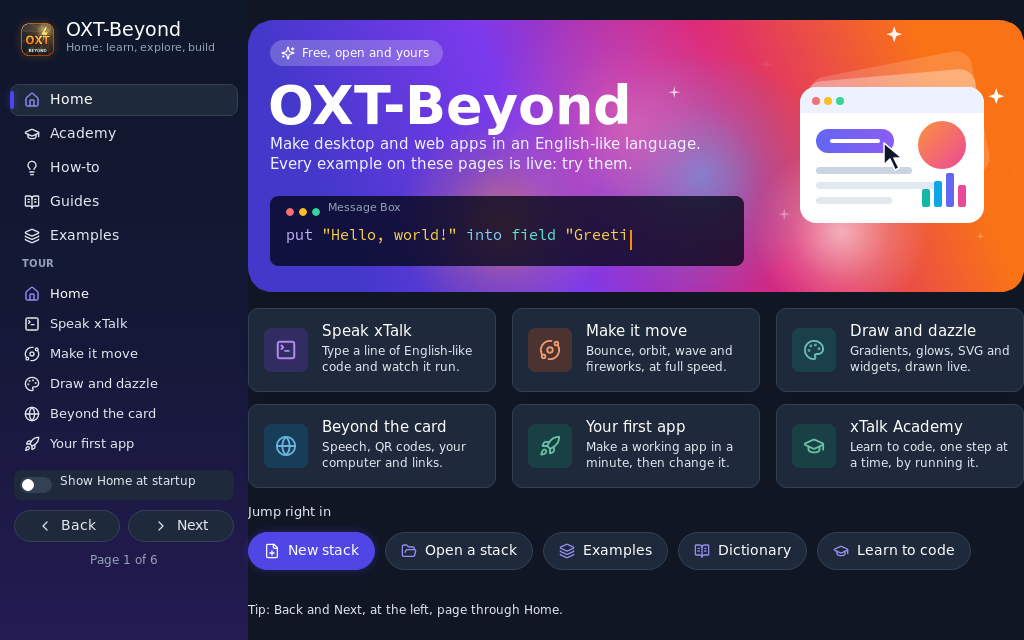 OXT
BEYOND
OXT-Beyond
Home: learn, explore, build
Home
Academy
How-to
Guides
Examples
TOUR
Home
Speak xTalk
Make it move
Draw and dazzle
Beyond the card
Your first app
Show Home at startup
Back
Next
Page 1 of 6
Free, open and yours
OXT-Beyond
Make desktop and web apps in an English-like language.
Every example on these pages is live: try them.
Message Box
put "Hello, world!" into field "Greeti
Speak xTalk
Type a line of English-like
code and watch it run.
Make it move
Bounce, orbit, wave and
fireworks, at full speed.
Draw and dazzle
Gradients, glows, SVG and
widgets, drawn live.
Beyond the card
Speech, QR codes, your
computer and links.
Your first app
Make a working app in a
minute, then change it.
xTalk Academy
Learn to code, one step at
a time, by running it.
Jump right in
New stack
Open a stack
Examples
Dictionary
Learn to code
Tip: Back and Next, at the left, page through Home.